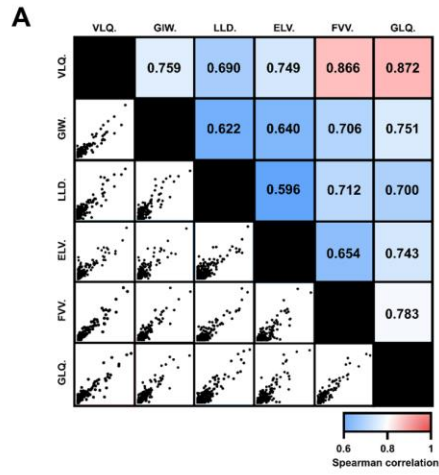 A
VLQ. GIW. LLD. ELV. FVV. GLQ.
VLQ. 0.759 0.690 0.749 0.866 0.872
GIW. 0.622 0.640 0.706 0.751
LLD. 0.596 0.712 0.700
ELV. 0.654 0.743
FVV. 0.783
GLQ.
0.6 0.8 1
Spearman correlation